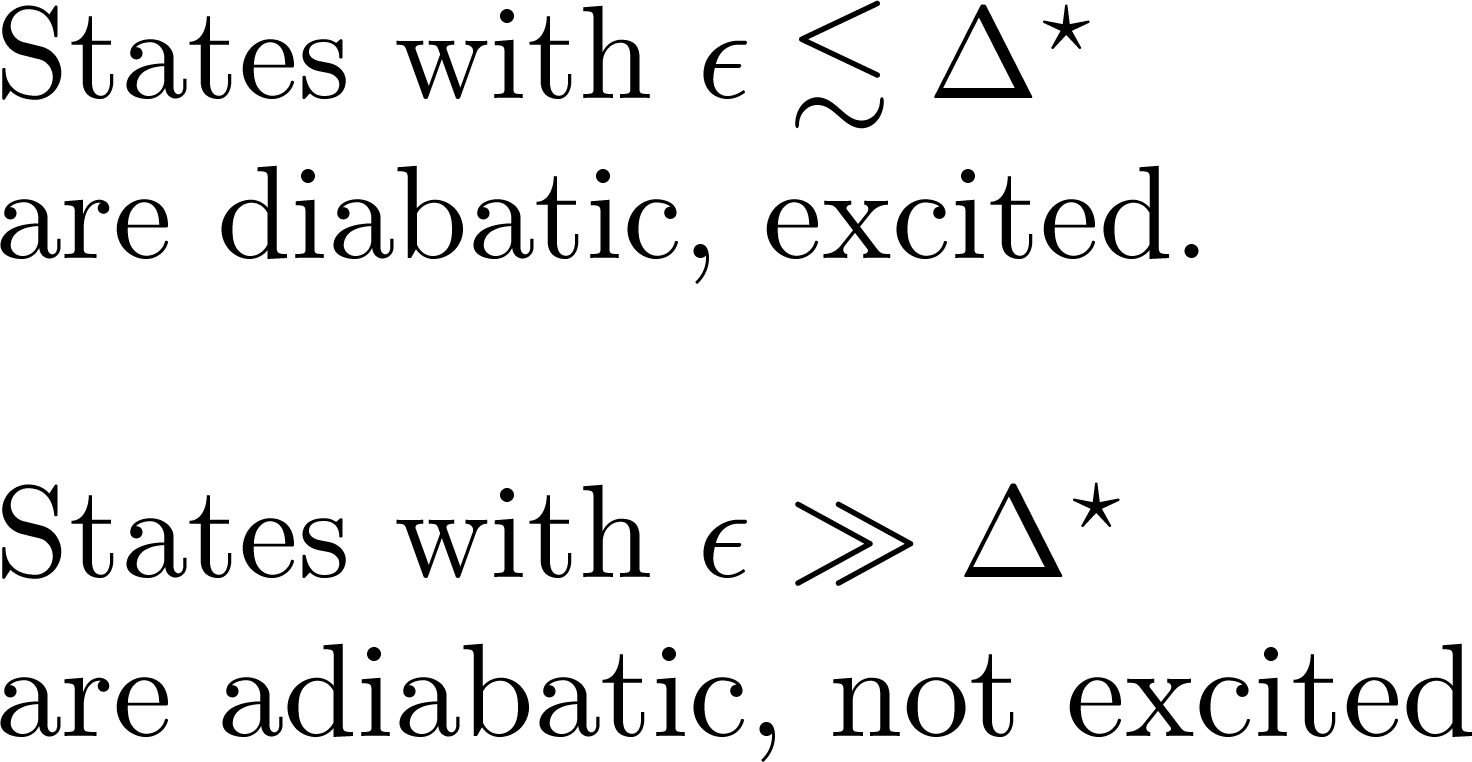 States with ϵ ≲ Δ⋆
are diabatic, excited.
States with ϵ ≫ Δ⋆
are adiabatic, not excited